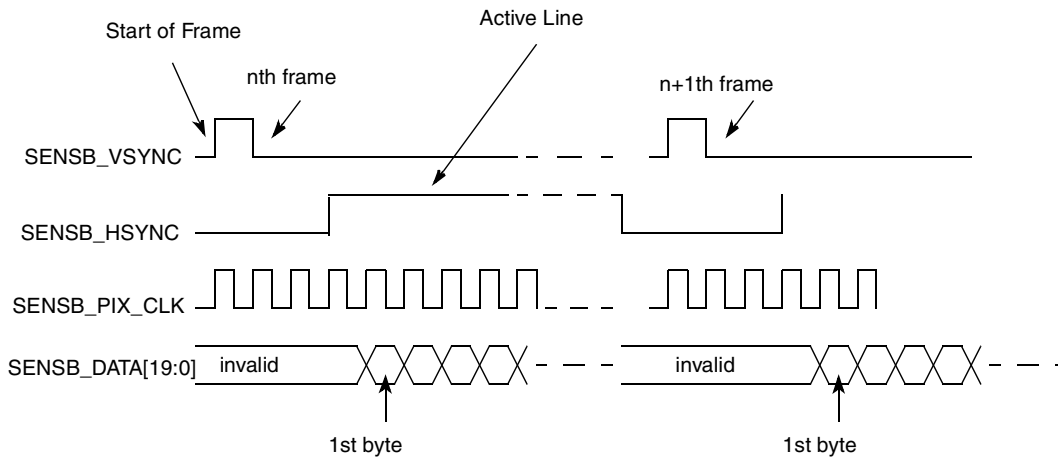 Active Line
Start of Frame
nth frame
n+1th frame
SENSB_VSYNC
SENSB_HSYNC
SENSB_PIX_CLK
SENSB_DATA[19:0]
invalid
invalid
1st byte
1st byte